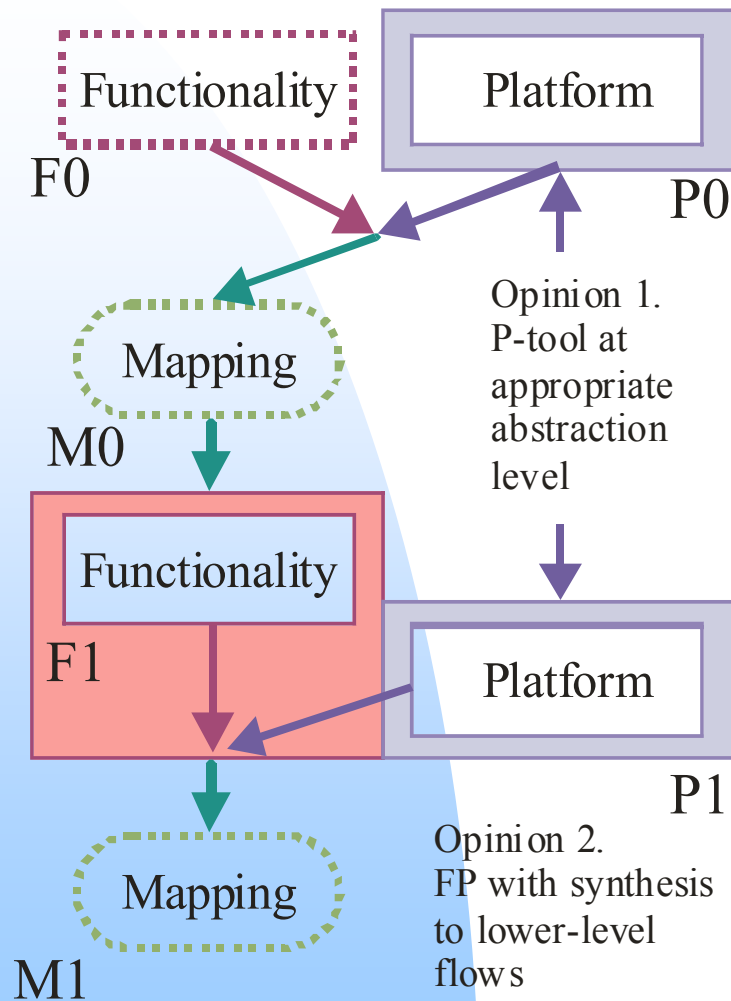 Functionality
Platform
F0
P0
Opinion 1.
P-tool at
appropriate
abstraction
level
Mapping
M0
Functionality
F1
Platform
P1
Opinion 2.
FP with synthesis
to lower-level
flows
Mapping
M1